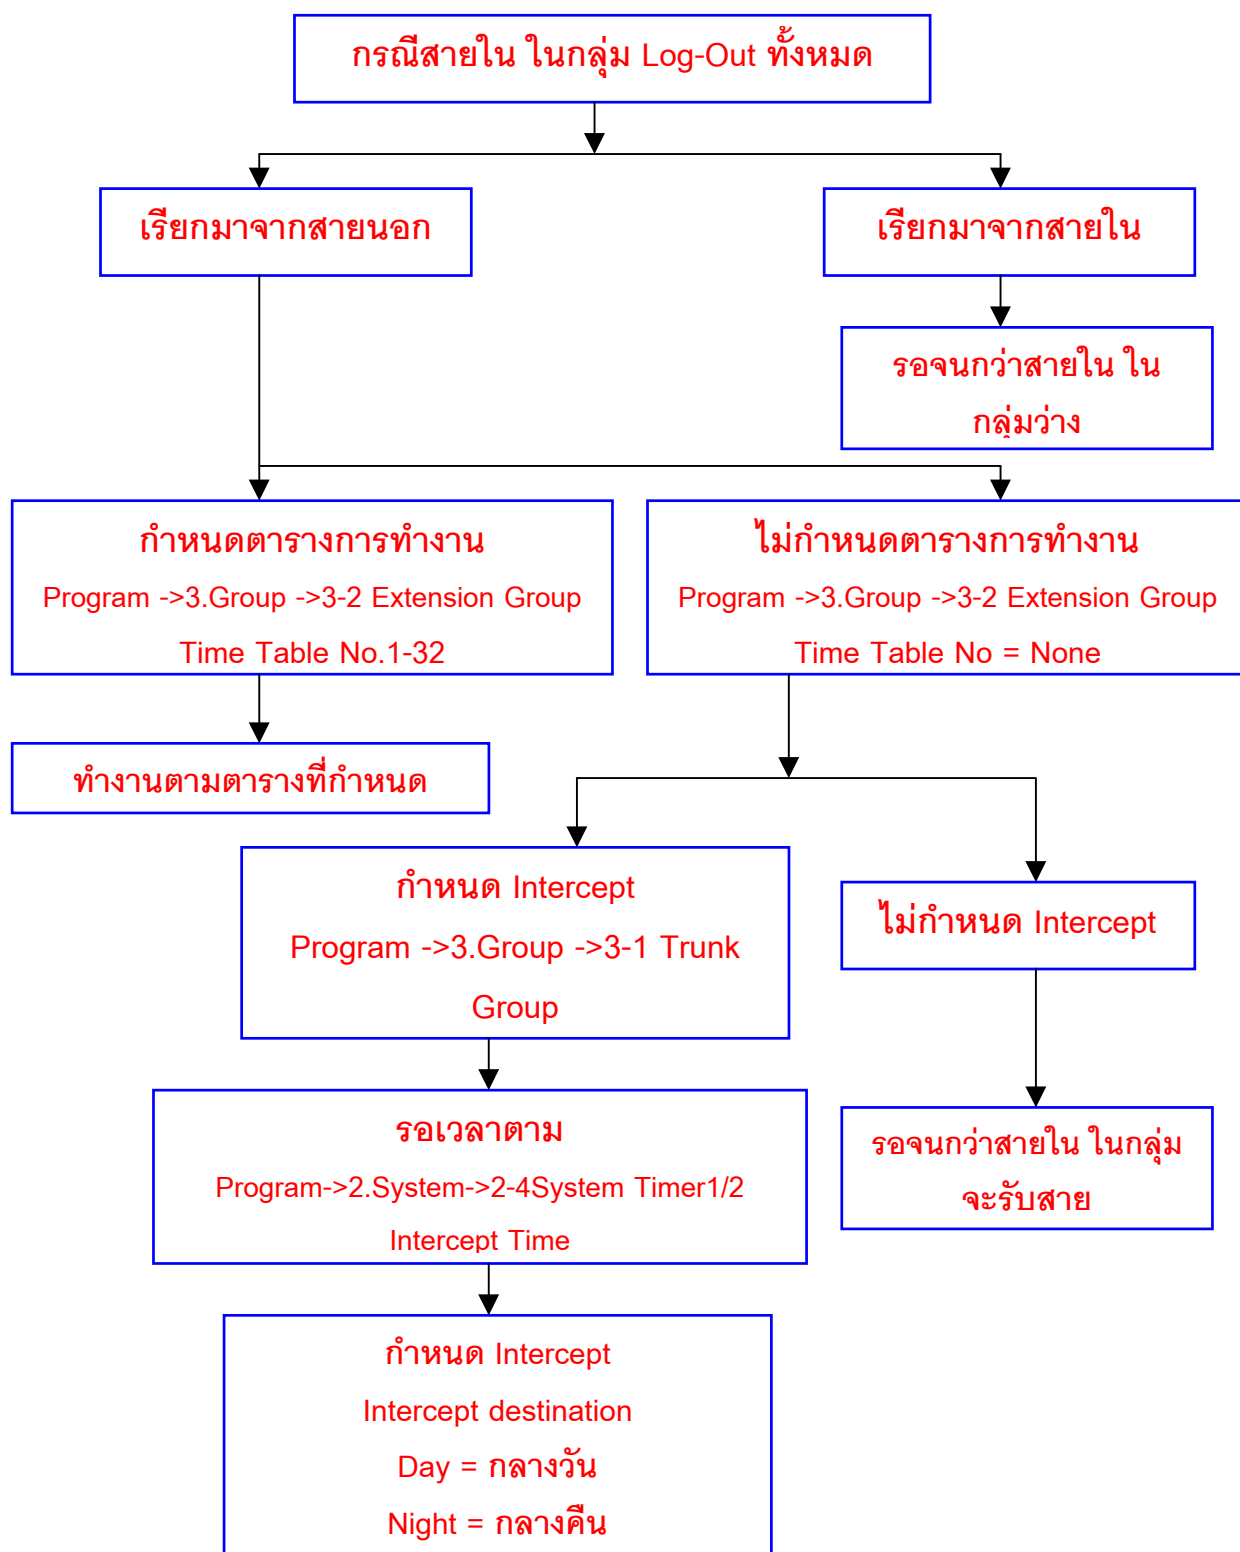 กรณีสายใน ในกลุ่ม Log-Out ทั้งหมด
เรียกมาจากสายนอก
เรียกมาจากสายใน
รอจนกว่าสายใน ใน
กลุ่มว่าง
กำหนดตารางการทำงาน
Program ->3.Group ->3-2 Extension Group
Time Table No.1-32
ไม่กำหนดตารางการทำงาน
Program ->3.Group ->3-2 Extension Group
Time Table No = None
ทำงานตามตารางที่กำหนด
กำหนด Intercept
Program ->3.Group ->3-1 Trunk
Group
ไม่กำหนด Intercept
รอเวลาตาม
Program->2.System->2-4System Timer1/2
Intercept Time
รอจนกว่าสายใน ในกลุ่ม
จะรับสาย
กำหนด Intercept
Intercept destination
Day = กลางวัน
Night = กลางคืน